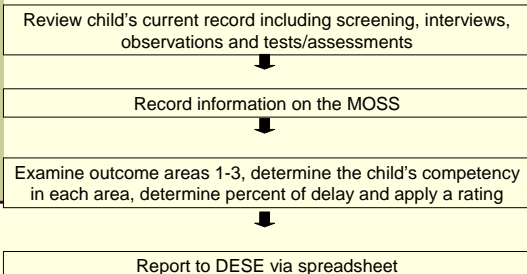 Review child's current record including screening, interviews,
observations and tests/assessments
Record information on the MOSS
Examine outcome areas 1-3, determine the child's competency
in each area, determine percent of delay and apply a rating
Report to DESE via spreadsheet